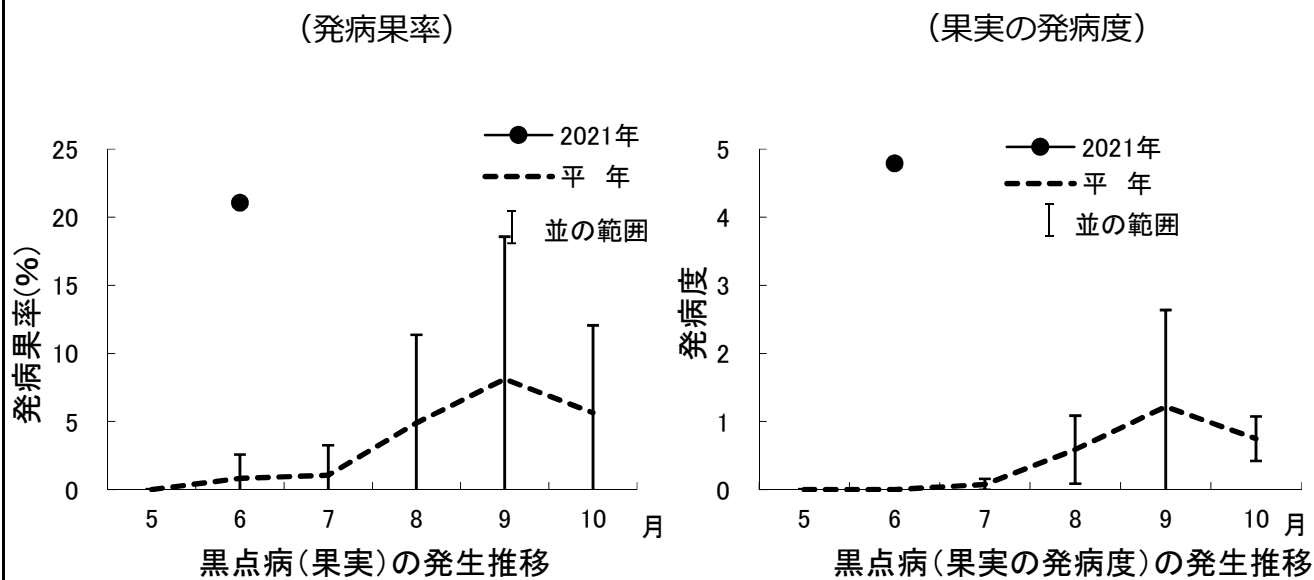 (発病果率)
2021年
平 年
並の範囲
発病果率(%)
25
20
15
10
5
0
5 6 7 8 9 10 月
黒点病(果実)の発生推移
(果実の発病度)
2021年
平 年
並の範囲
発病度
5
4
3
2
1
0
5 6 7 8 9 10 月
黒点病(果実の発病度)の発生推移